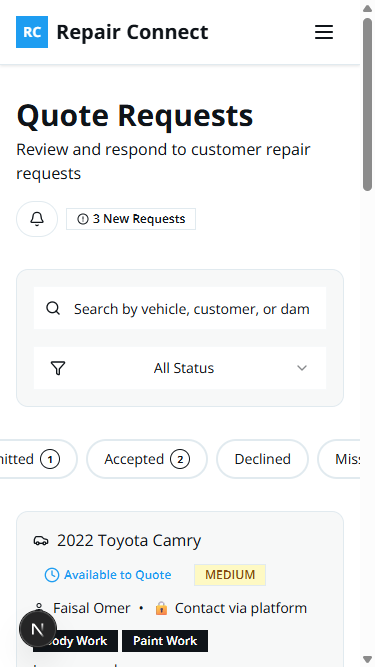 RC Repair Connect
Quote Requests
Review and respond to customer repair
requests
3 New Requests
Search by vehicle, customer, or dam
All Status
nitted 1 Accepted 2 Declined Miss
2022 Toyota Camry
Available to Quote MEDIUM
Faisal Omer • 🔒 Contact via platform
N
ody Work Paint Work